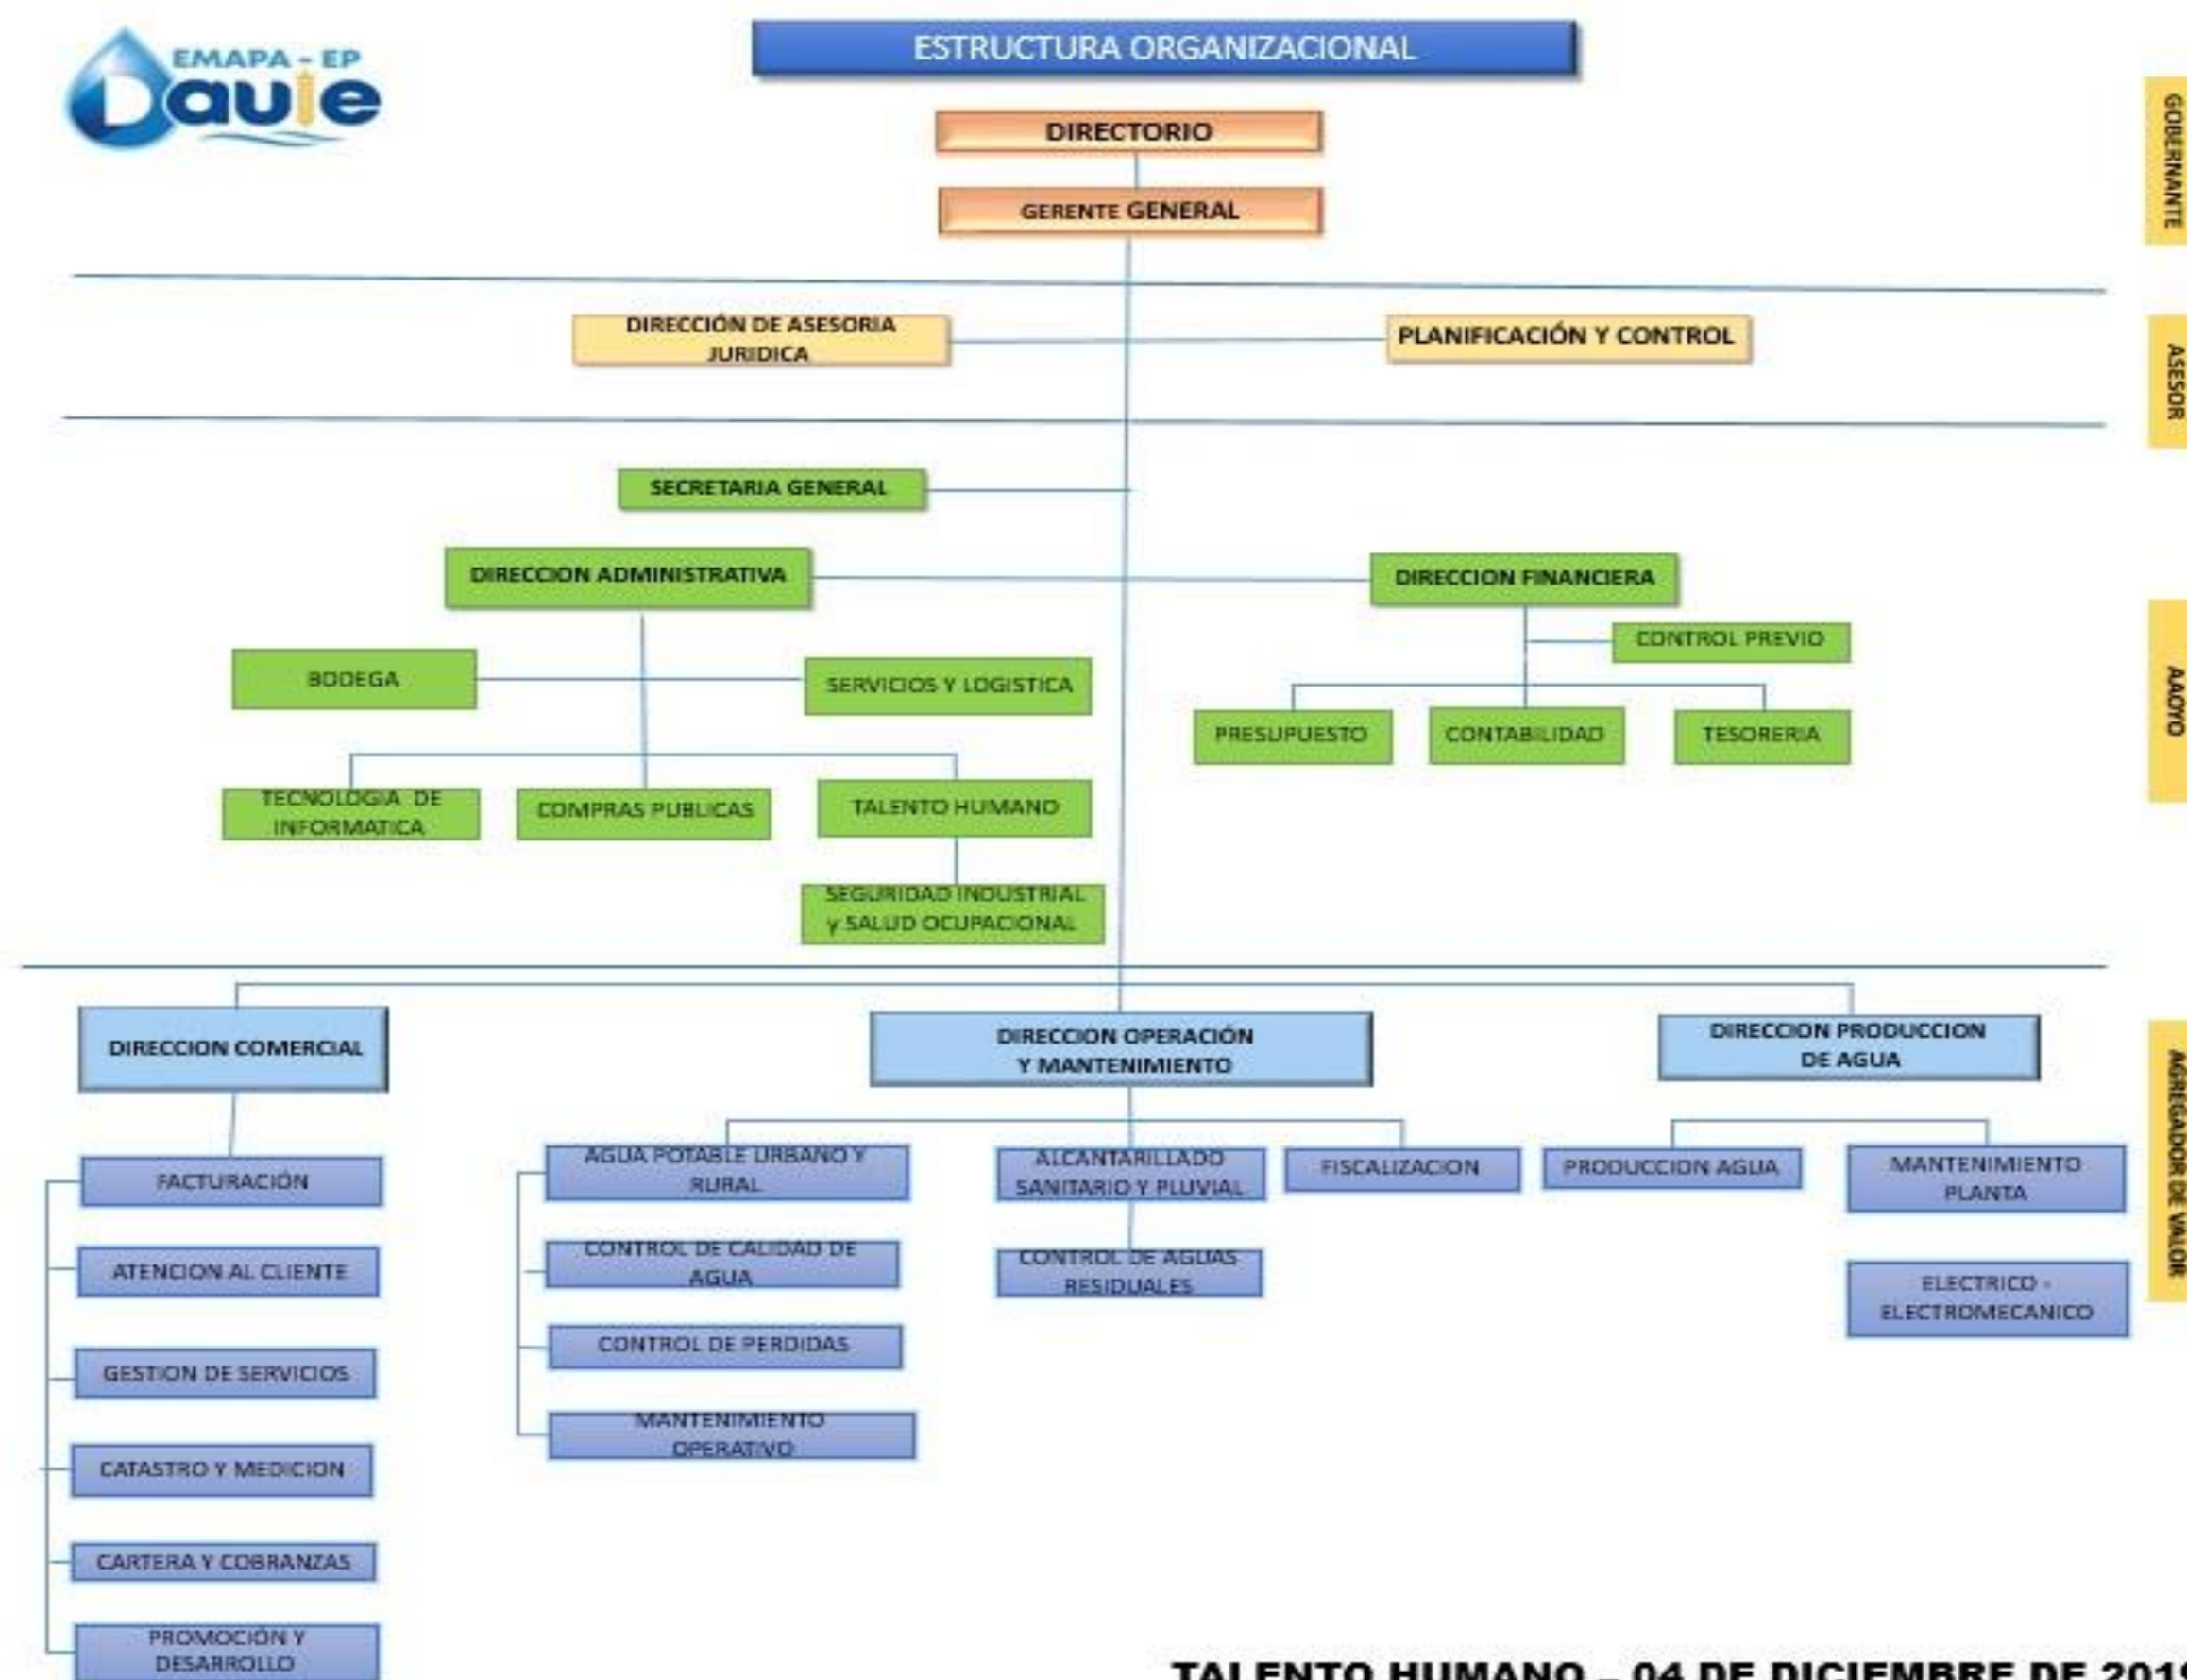 EMAPA - EP
Daule
ESTRUCTURA ORGANIZACIONAL
DIRECTORIO
GERENTE GENERAL
GOBERNANTE
DIRECCIÓN DE ASESORIA
JURIDICA
PLANIFICACIÓN Y CONTROL
ASESOR
SECRETARIA GENERAL
DIRECCION ADMINISTRATIVA
DIRECCION FINANCIERA
CONTROL PREVIO
BODEGA
SERVICIOS Y LOGISTICA
PRESUPUESTO
CONTABILIDAD
TESORERIA
AAOYO
TECNOLOGIA DE
INFORMATICA
COMPRAS PUBLICAS
TALENTO HUMANO
SEGURIDAD INDUSTRIAL
y SALUD OCUPACIONAL
DIRECCION COMERCIAL
DIRECCION OPERACIÓN
Y MANTENIMIENTO
DIRECCION PRODUCCION
DE AGUA
AGREGADOR DE VALOR
FACTURACIÓN
ATENCION AL CLIENTE
GESTION DE SERVICIOS
CATASTRO Y MEDICION
CARTERA Y COBRANZAS
PROMOCIÓN Y
DESARROLLO
AGUA POTABLE URBANO Y
RURAL
CONTROL DE CALIDAD DE
AGUA
CONTROL DE PERDIDAS
MANTENIMIENTO
OPERATIVO
ALCANTARILLADO
SANITARIO Y PLUVIAL
CONTROL DE AGUAS
RESIDUALES
FISCALIZACION
PRODUCCION AGUA
MANTENIMIENTO
PLANTA
ELECTRICO -
ELECTROMECANICO
TALENTO HUMANO - 04 DE DICIEMBRE DE 2019